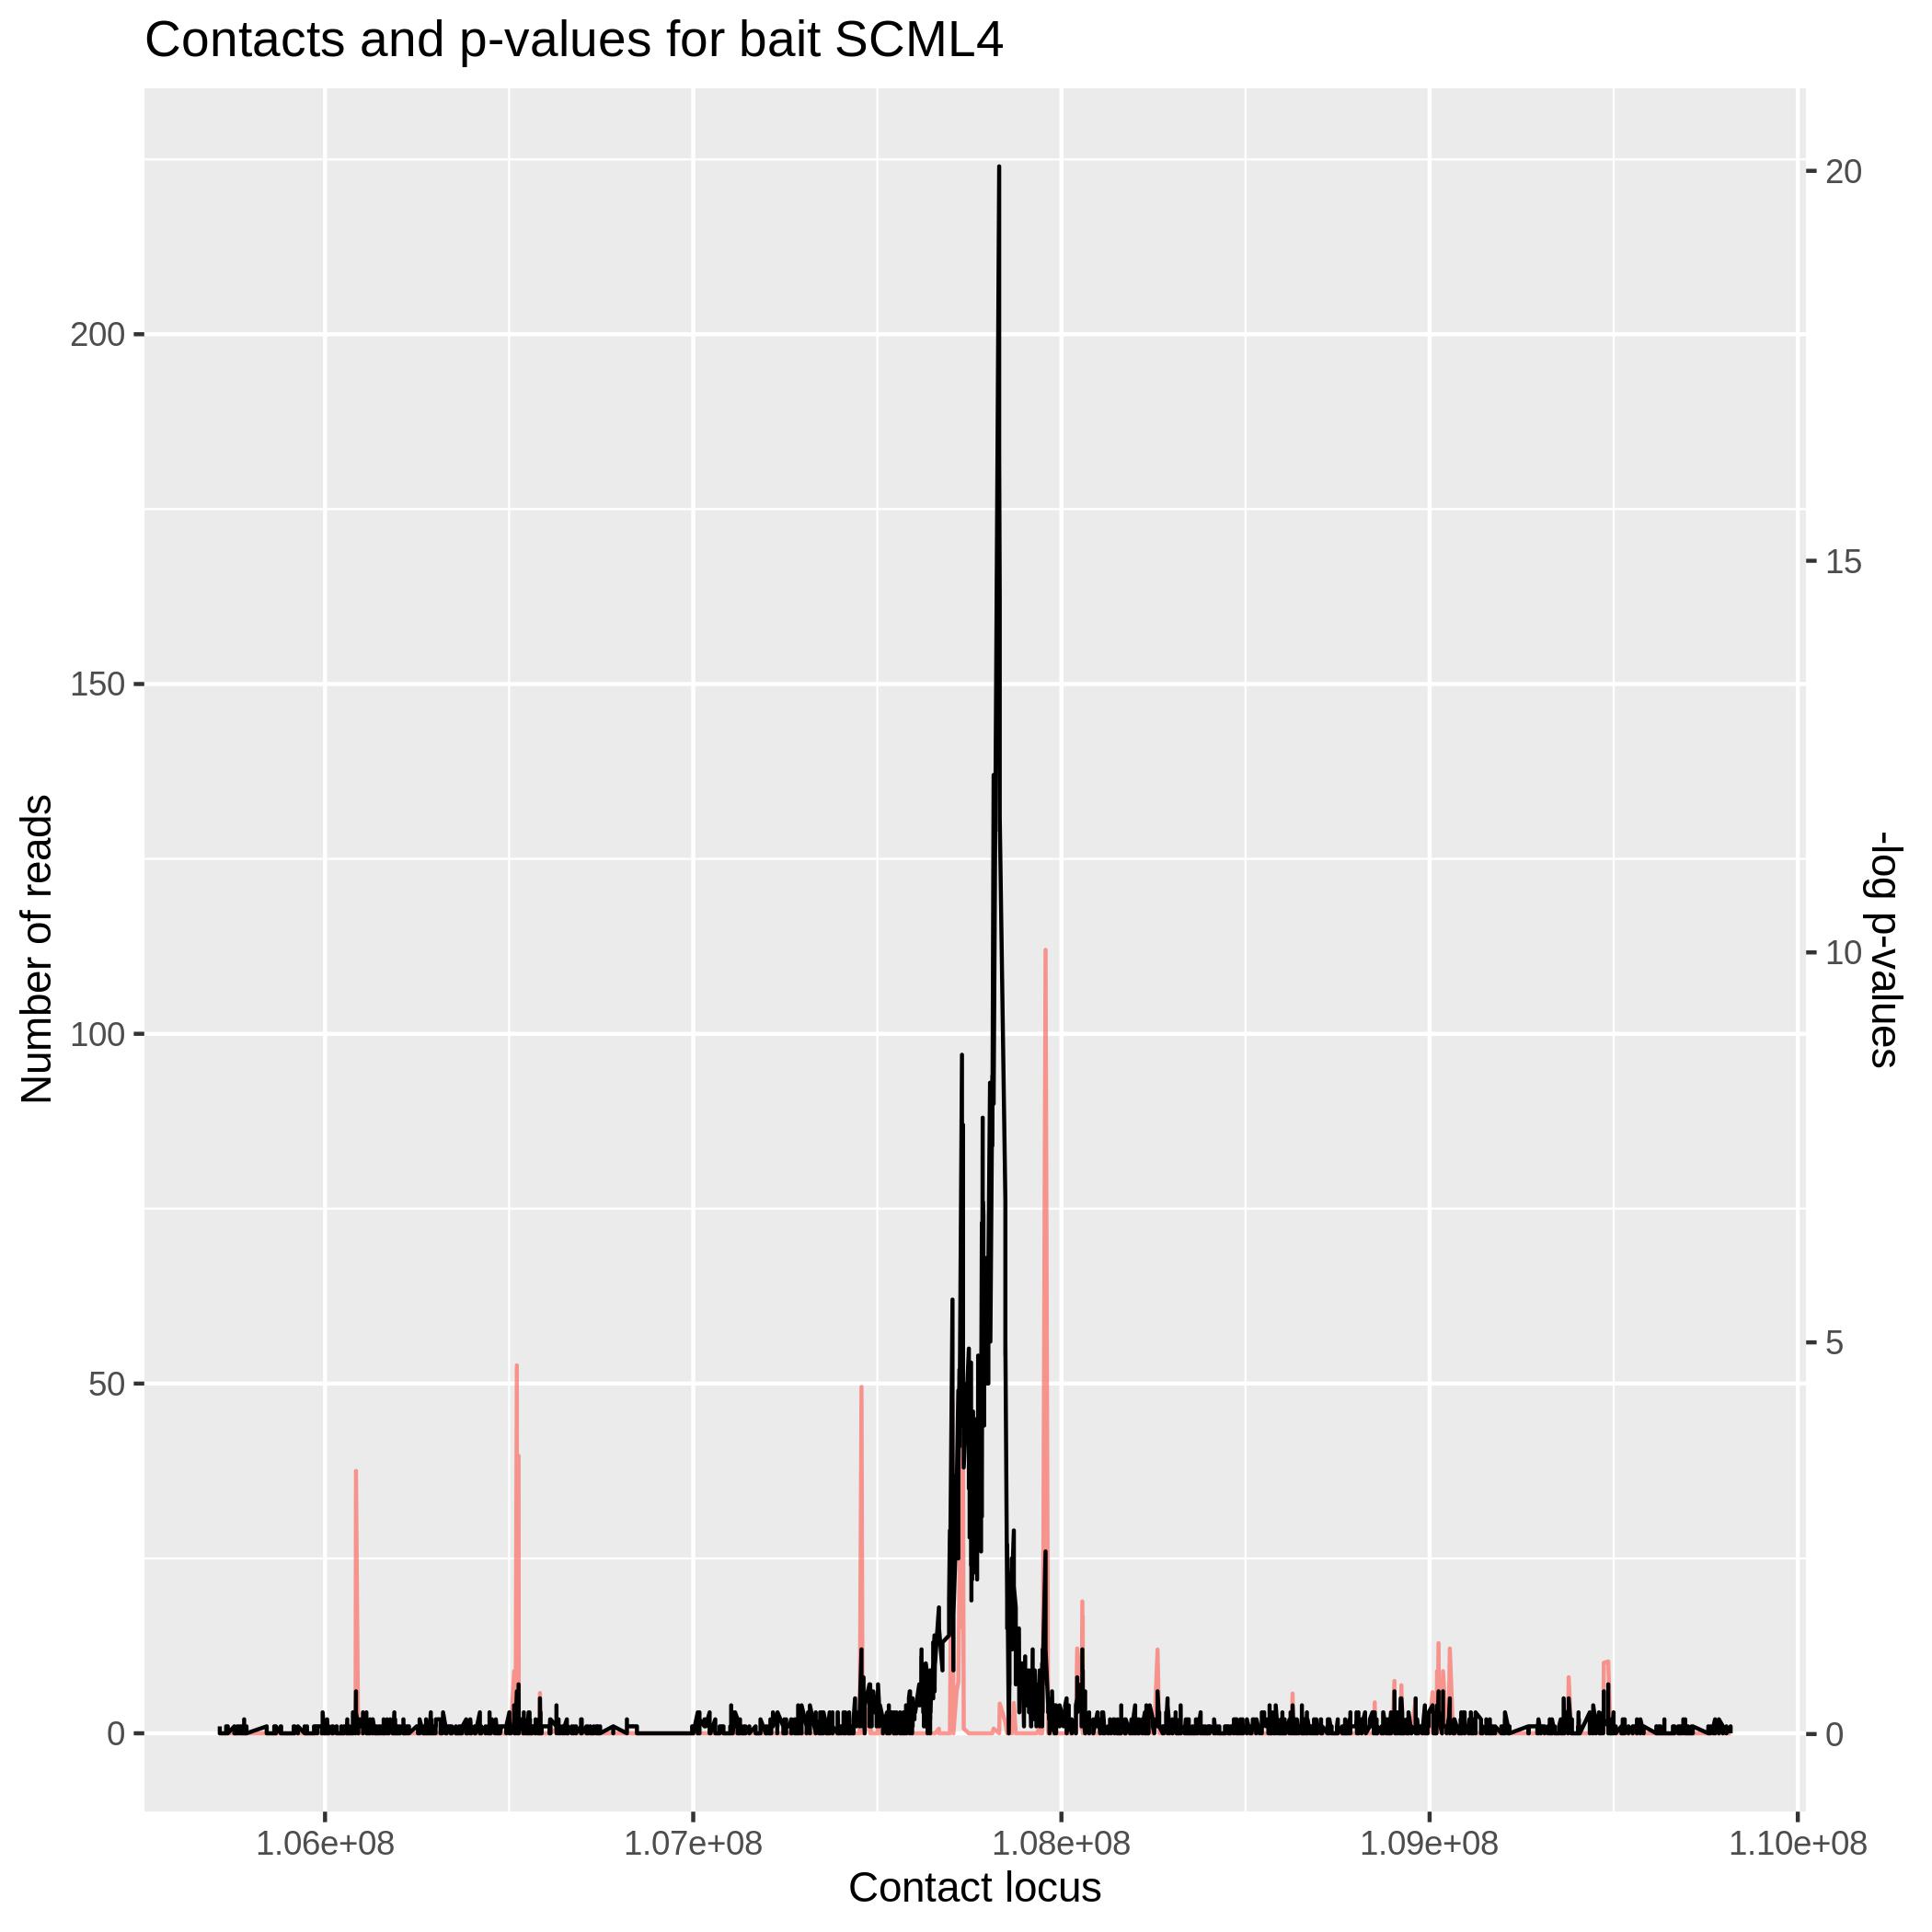 Contacts and p-values for bait SCML4
Number of reads
200
150
100
50
0
20
15
10
5
0
-log p-values
1.06e+08
1.07e+08
1.08e+08
1.09e+08
1.10e+08
Contact locus